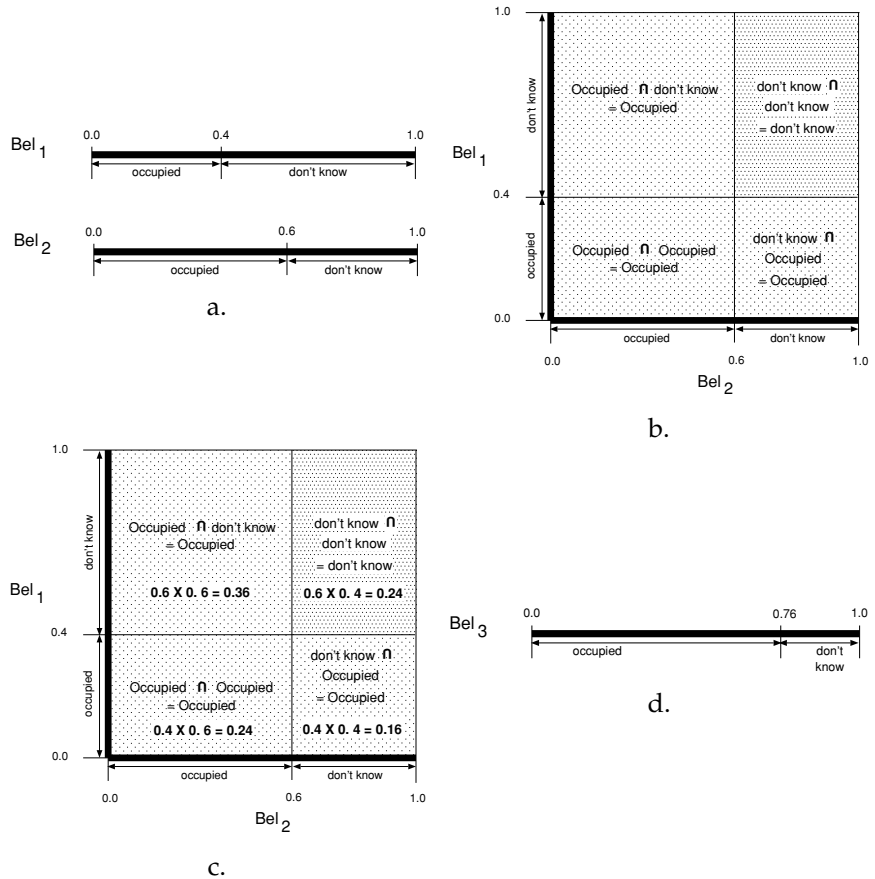 0.0 0.4 1.0
Bel 1
occupied don't know
0.0 0.6 1.0
Bel 2
occupied don't know
a.
1.0
don't know
Occupied ∩ don't know
= Occupied
don't know ∩
don't know
= don't know
Bel 1
0.4
occupied
Occupied ∩ Occupied
= Occupied
don't know ∩
Occupied
= Occupied
0.0
occupied don't know
0.0 0.6 1.0
Bel 2
b.
1.0
don't know
Occupied ∩ don't know
= Occupied
0.6 X 0. 6 = 0.36
don't know ∩
don't know
= don't know
0.6 X 0. 4 = 0.24
Bel 1
0.4
occupied
Occupied ∩ Occupied
= Occupied
0.4 X 0. 6 = 0.24
don't know ∩
Occupied
= Occupied
0.4 X 0. 4 = 0.16
0.0
occupied don't know
0.0 0.6 1.0
Bel 2
c.
0.0 0.76 1.0
Bel 3
occupied don't
know
d.